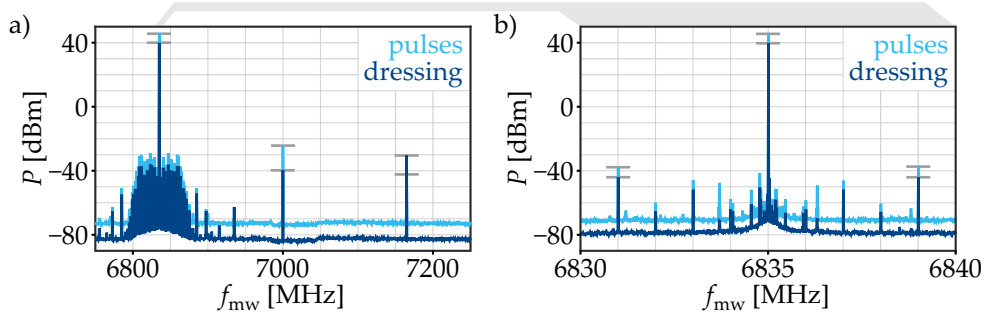 a)
pulses
dressing
40
0
−40
−80
P [dBm]
6800
7000
7200
f_mw [MHz]
b)
pulses
dressing
40
0
−40
−80
P [dBm]
6830
6835
6840
f_mw [MHz]